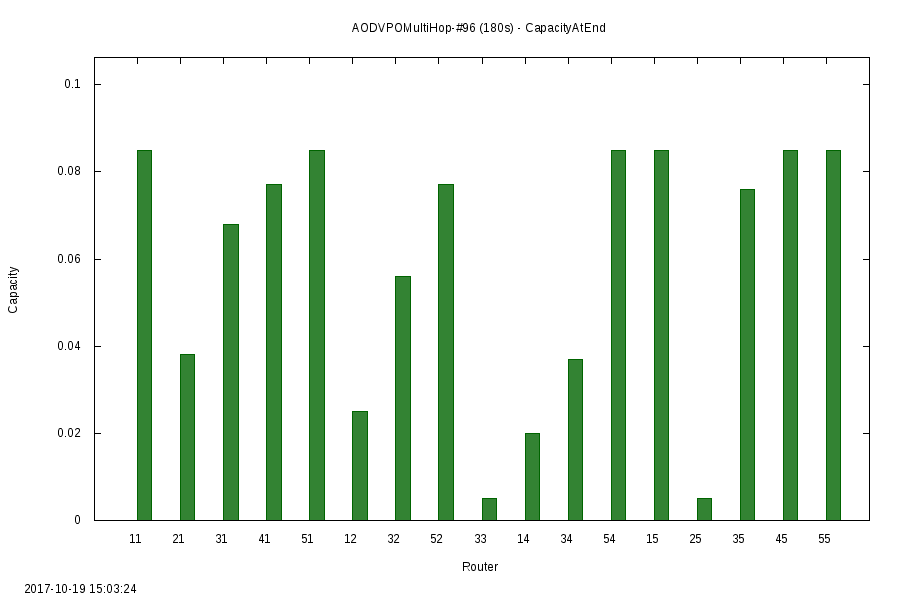 AODVPOMultiHop-#96 (180s) - CapacityAtEnd
0.1
0.08
0.06
0.04
0.02
0
Capacity
11 21 31 41 51 12 32 52 33 14 34 54 15 25 35 45 55
Router
2017-10-19 15:03:24